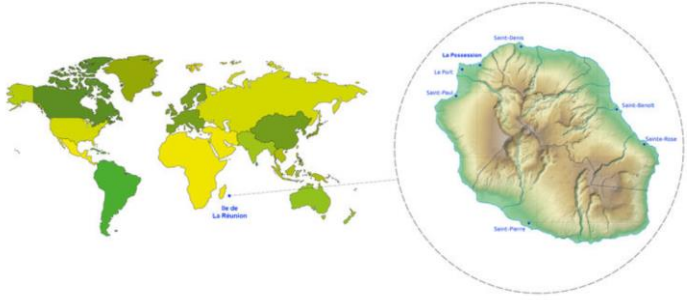 Ile de
La Réunion
Saint-Denis
La Possession
Le Port
Saint-Paul
Saint-Benoit
Sainte-Rose
Saint-Pierre